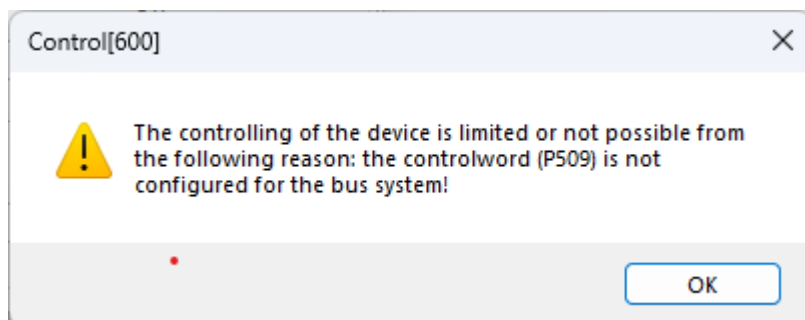 Control[600]
The controlling of the device is limited or not possible from
the following reason: the controlword (P509) is not
configured for the bus system!
OK